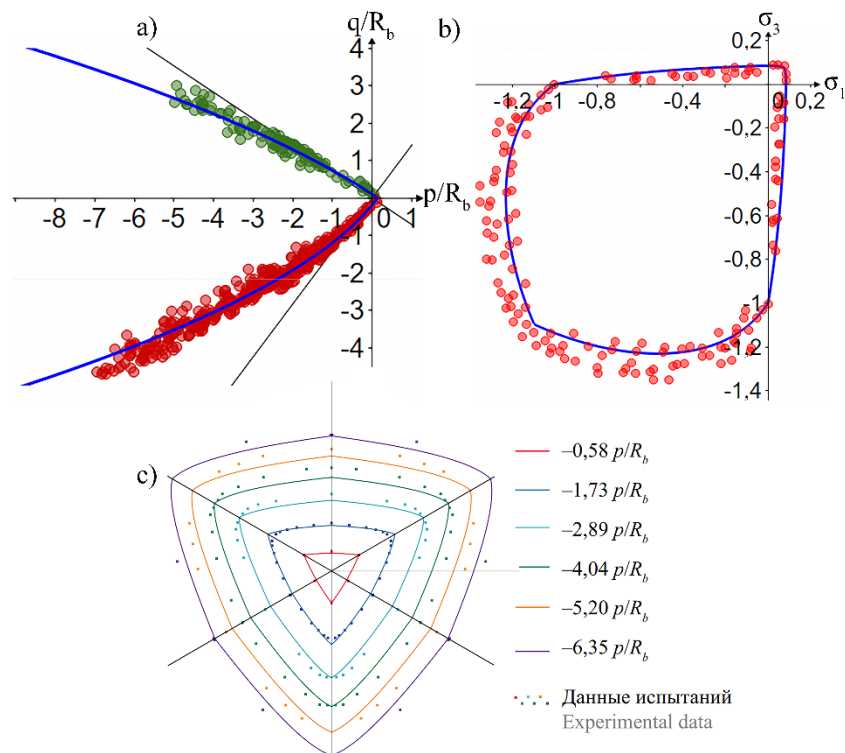 a)
q/R_b
4
3
2
1
p/R_b
-8 -7 -6 -5 -4 -3 -2 -1 0 1
-2
-3
-4
b)
σ_3
0,2
σ_1
-1,2 -1 -0,8 -0,4 0 0,2
-0,2
-0,4
-0,6
-0,8
-1
-1,2
-1,4
c)
–0,58 p/R_b
–1,73 p/R_b
–2,89 p/R_b
–4,04 p/R_b
–5,20 p/R_b
–6,35 p/R_b
Данные испытаний
Experimental data